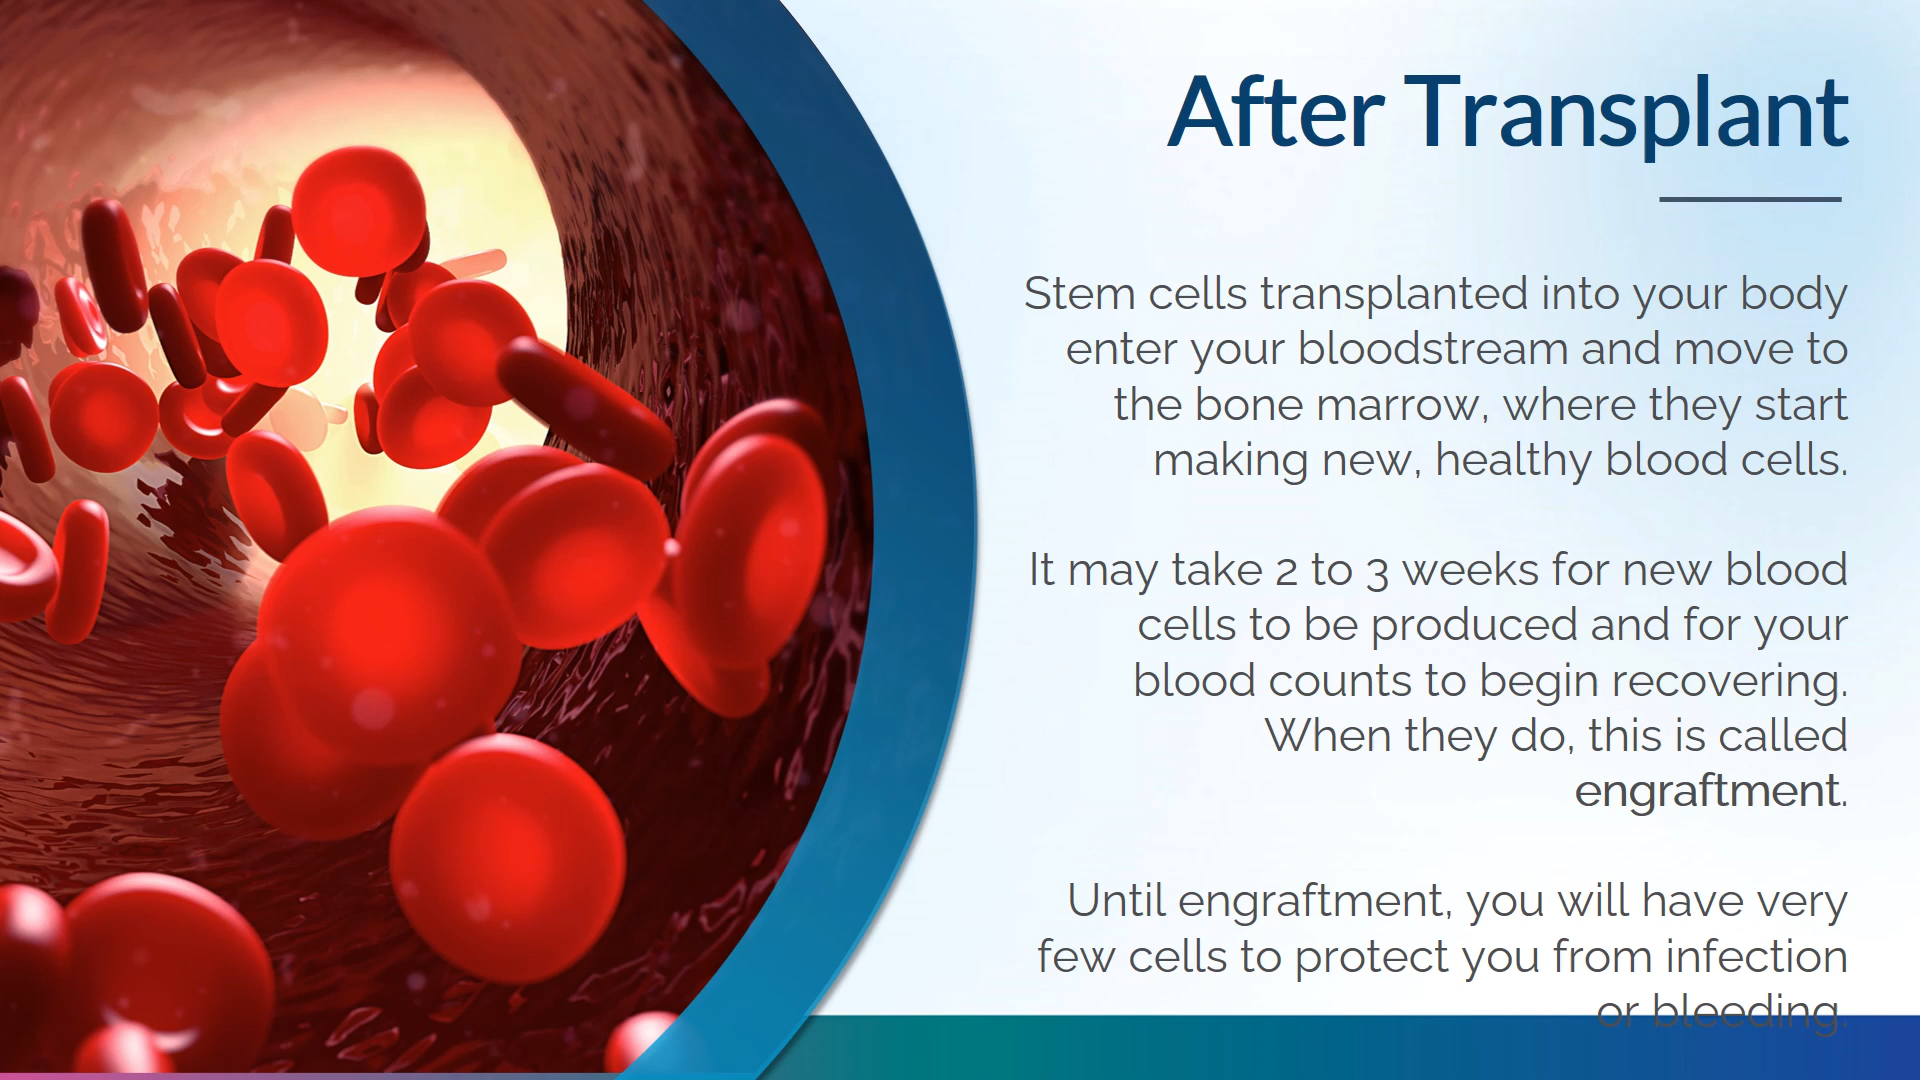 After Transplant
Stem cells transplanted into your body
enter your bloodstream and move to
the bone marrow, where they start
making new, healthy blood cells.
It may take 2 to 3 weeks for new blood
cells to be produced and for your
blood counts to begin recovering.
When they do, this is called
engraftment.
Until engraftment, you will have very
few cells to protect you from infection
or bleeding.